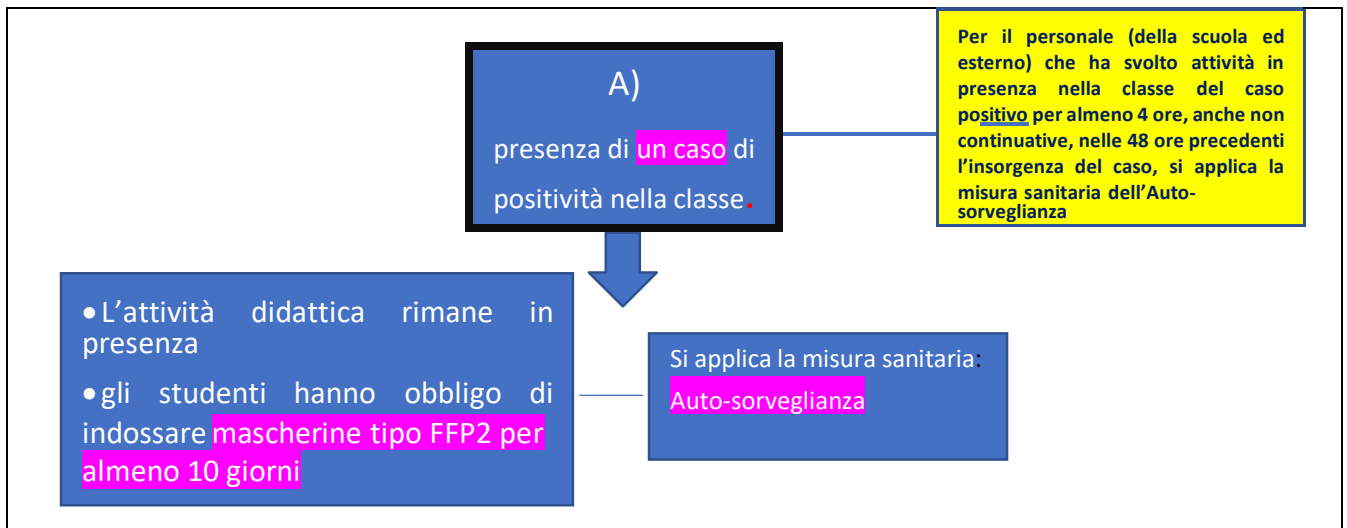 A)
presenza di un caso di
positività nella classe.
Per il personale (della scuola ed
esterno) che ha svolto attività in
presenza nella classe del caso
positivo per almeno 4 ore, anche non
continuative, nelle 48 ore precedenti
l’insorgenza del caso, si applica la
misura sanitaria dell’Auto-
sorveglianza
•L’attività didattica rimane in
presenza
•gli studenti hanno obbligo di
indossare mascherine tipo FFP2 per
almeno 10 giorni
Si applica la misura sanitaria:
Auto-sorveglianza